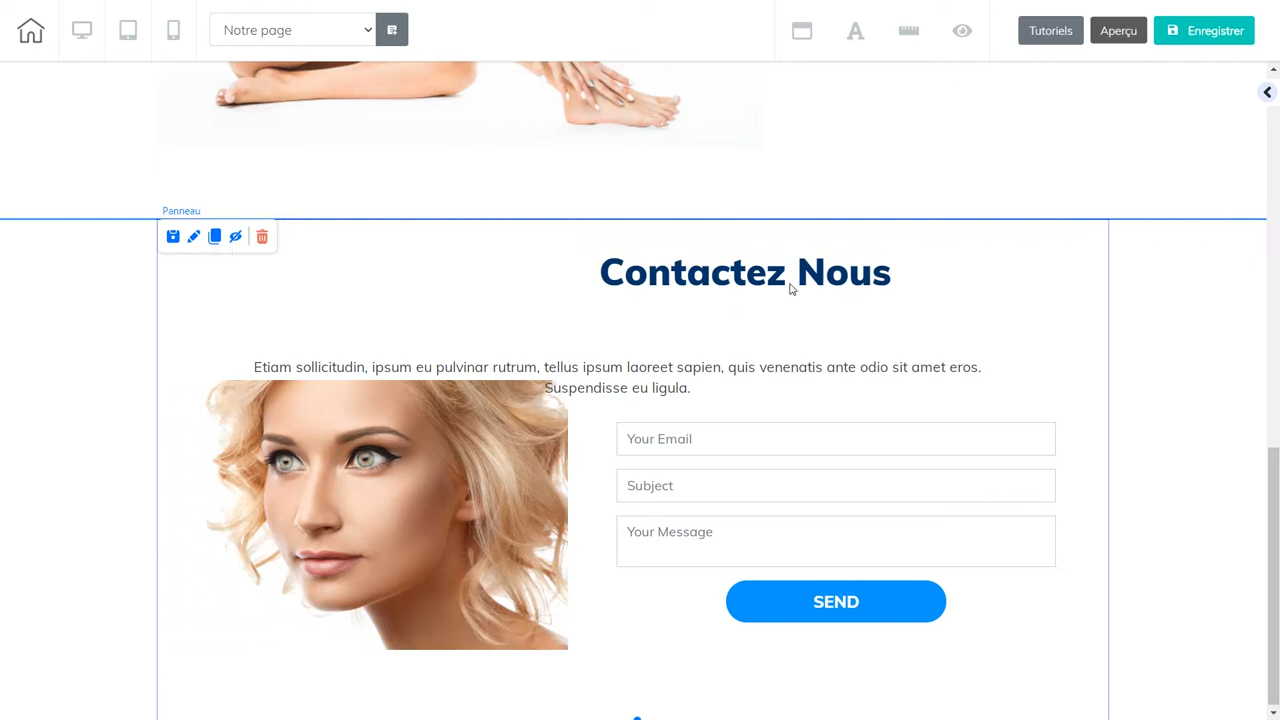 Notre page
Tutoriels
Aperçu
Enregistrer
Panneau
Contactez Nous
Etiam sollicitudin, ipsum eu pulvinar rutrum, tellus ipsum laoreet sapien, quis venenatis ante odio sit amet eros.
Suspendisse eu ligula.
Your Email
Subject
Your Message
SEND